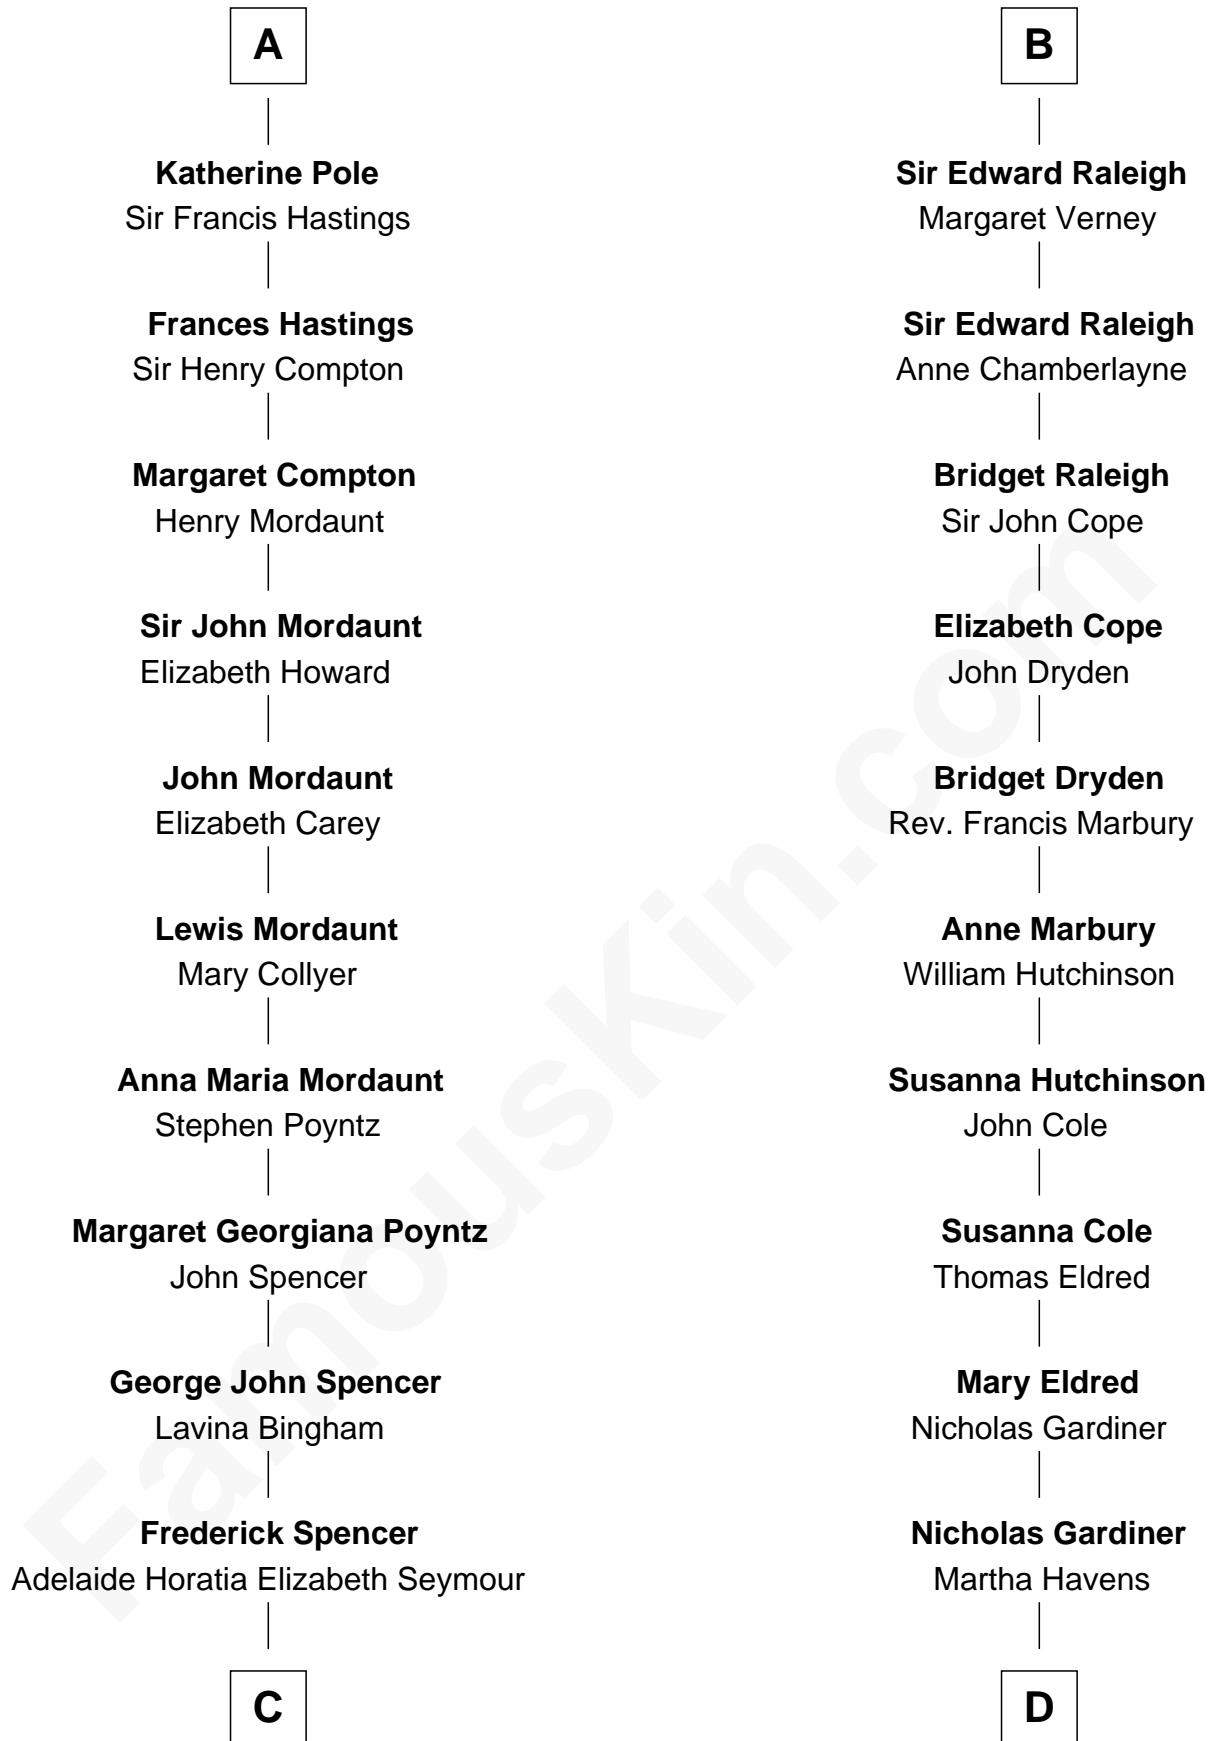 A
Katherine Pole
Sir Francis Hastings
Frances Hastings
Sir Henry Compton
Margaret Compton
Henry Mordaunt
Sir John Mordaunt
Elizabeth Howard
John Mordaunt
Elizabeth Carey
Lewis Mordaunt
Mary Collyer
Anna Maria Mordaunt
Stephen Poyntz
Margaret Georgiana Poyntz
John Spencer
George John Spencer
Lavina Bingham
Frederick Spencer
Adelaide Horatia Elizabeth Seymour
C
B
Sir Edward Raleigh
Margaret Verney
Sir Edward Raleigh
Anne Chamberlayne
Bridget Raleigh
Sir John Cope
Elizabeth Cope
John Dryden
Bridget Dryden
Rev. Francis Marbury
Anne Marbury
William Hutchinson
Susanna Hutchinson
John Cole
Susanna Cole
Thomas Eldred
Mary Eldred
Nicholas Gardiner
Nicholas Gardiner
Martha Havens
D
FamousKin.com